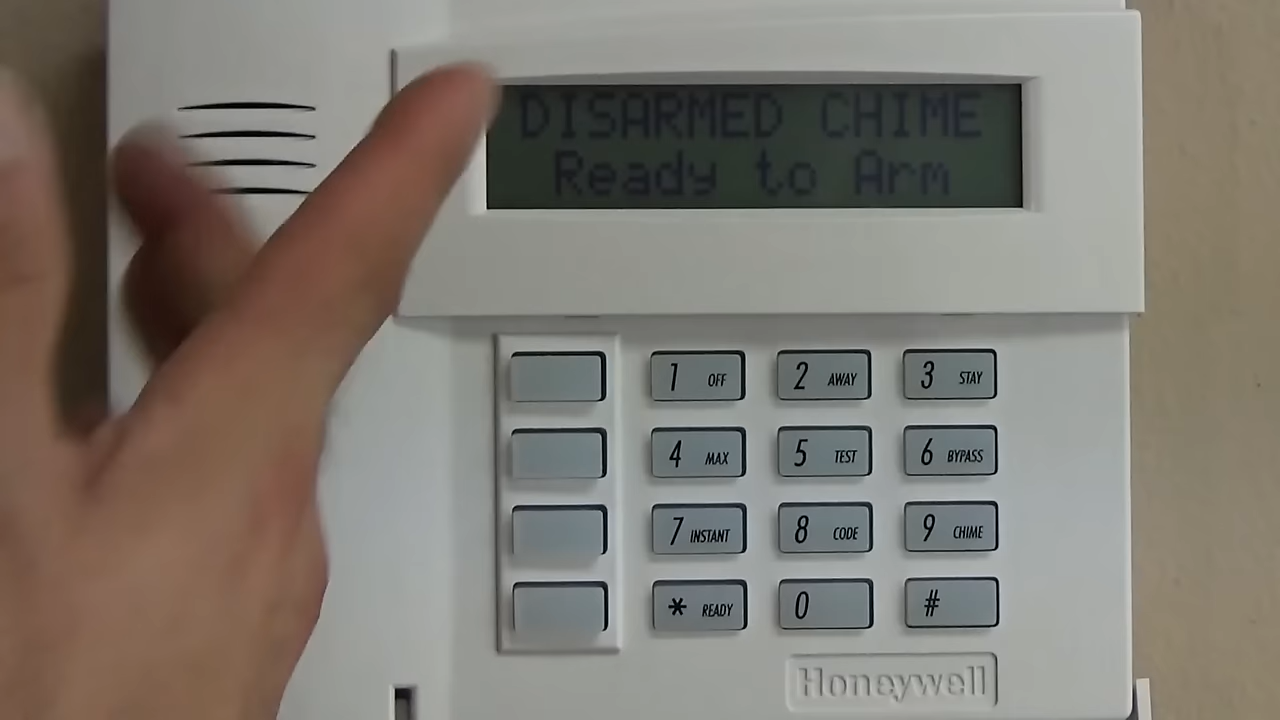 DISARMED CHIME
Ready to Arm
1 OFF
2 AWAY
3 STAY
4 MAX
5 TEST
6 BYPASS
7 INSTANT
8 CODE
9 CHIME
* READY
0
#
Honeywell